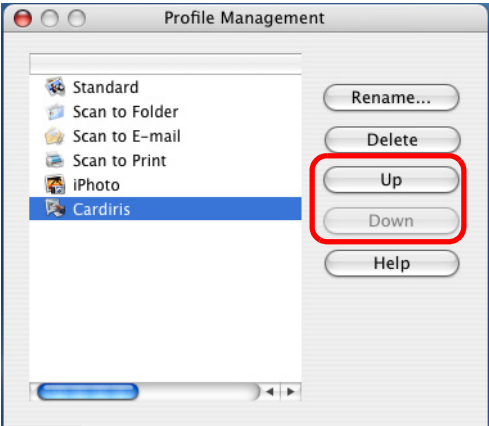 Profile Management
Standard
Scan to Folder
Scan to E-mail
Scan to Print
iPhoto
Cardiris
Rename...
Delete
Up
Down
Help